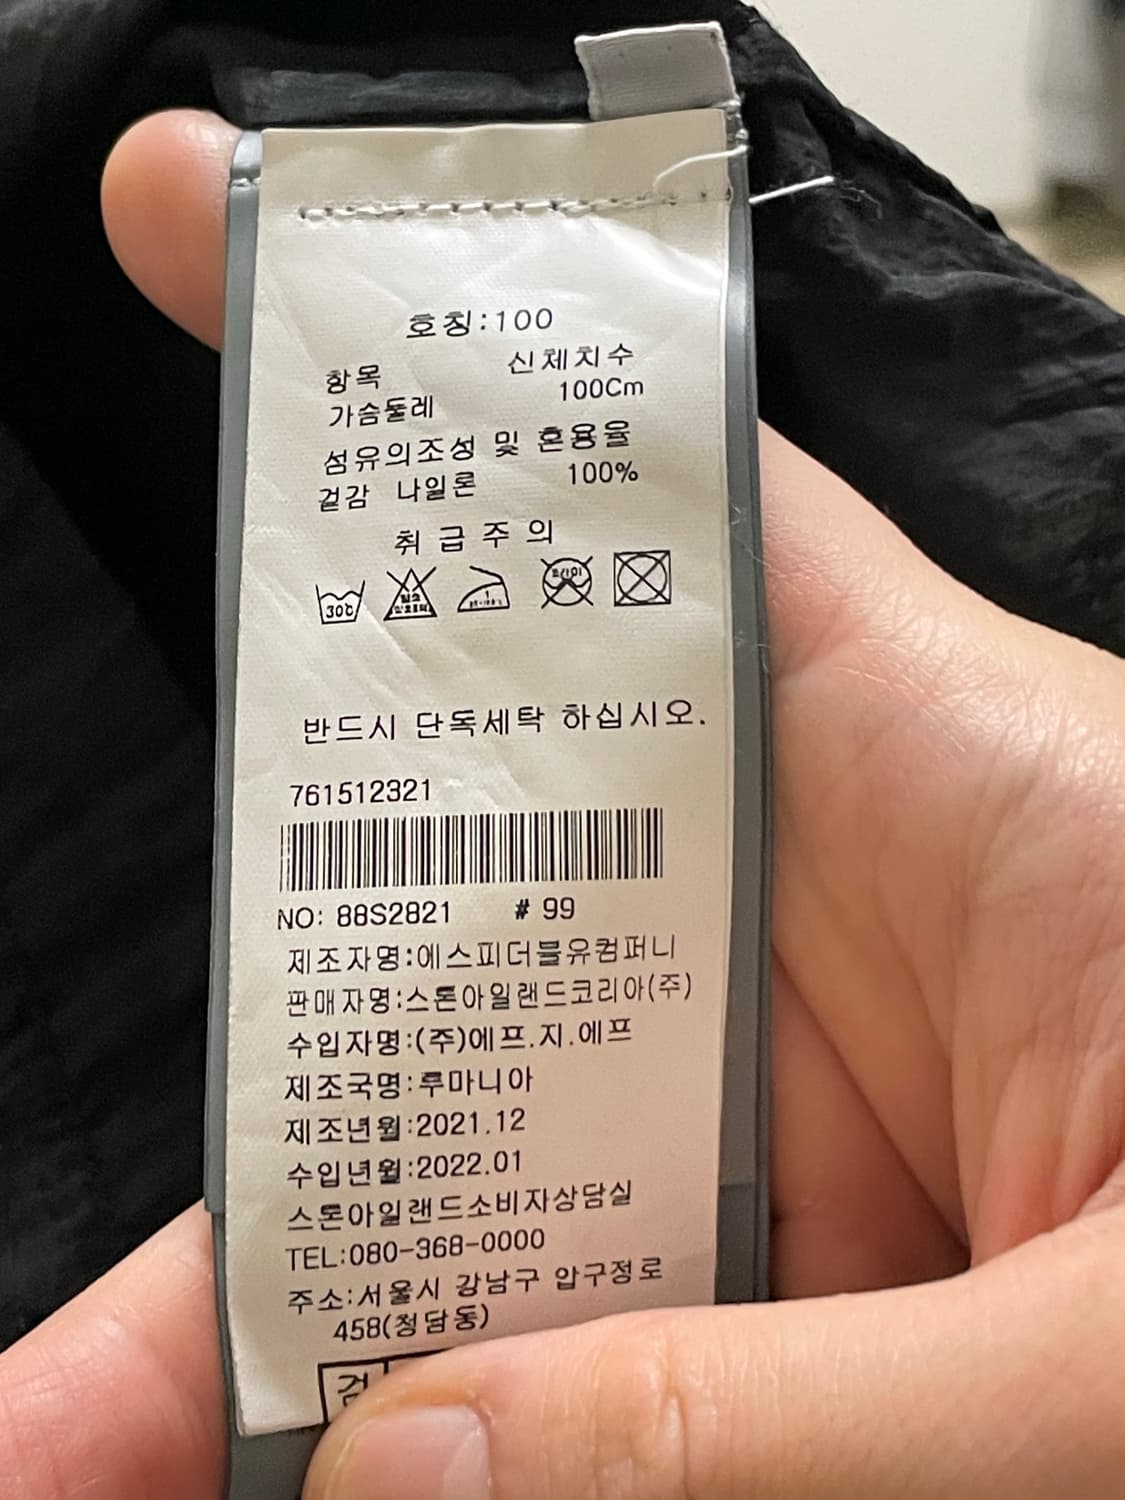 호칭:100
항목 신체치수
가슴둘레 100Cm
섬유의조성 및 혼용율
겉감 나일론 100%
취급주의
30℃
드라이
반드시 단독세탁 하십시오.
761512321
NO: 88S2821 # 99
제조자명:에스피더블유컴퍼니
판매자명:스톤아일랜드코리아(주)
수입자명:(주)에프.지.에프
제조국명:루마니아
제조년월:2021.12
수입년월:2022.01
스톤아일랜드소비자상담실
TEL:080-368-0000
주소:서울시 강남구 압구정로
458(청담동)
검